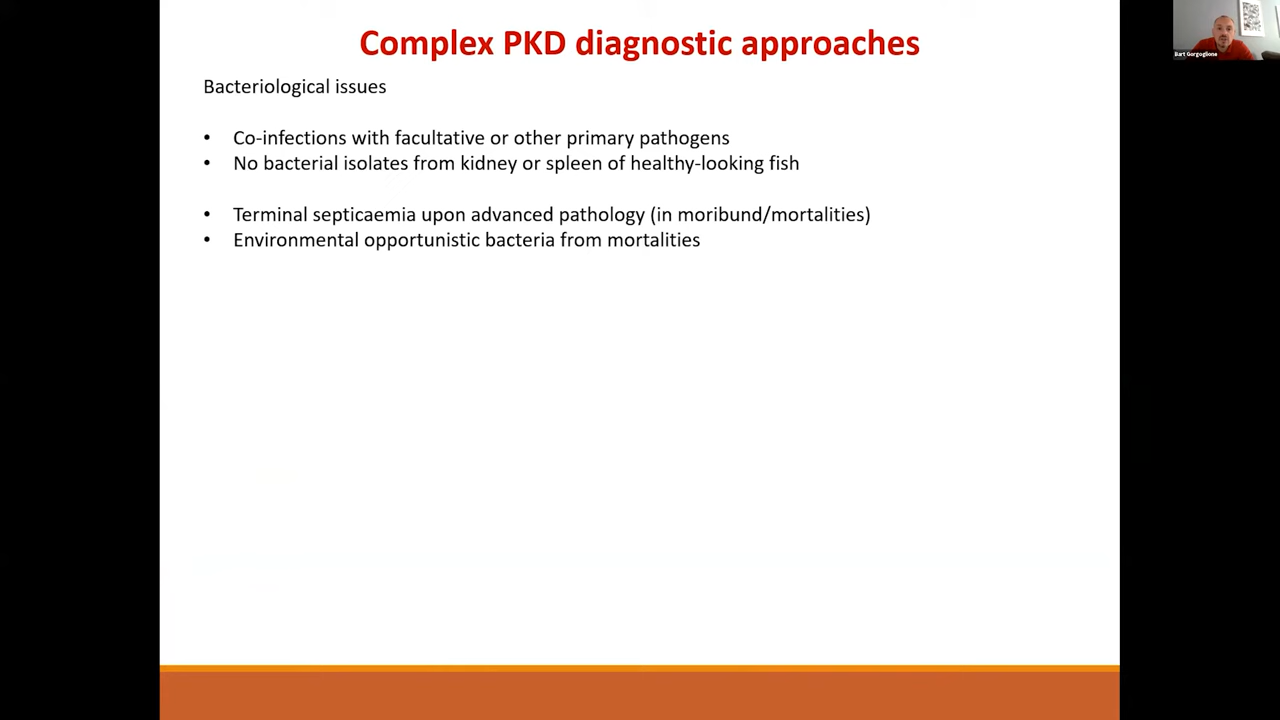 Complex PKD diagnostic approaches
Bart Gorgoglione
Bacteriological issues
• Co-infections with facultative or other primary pathogens
• No bacterial isolates from kidney or spleen of healthy-looking fish
• Terminal septicaemia upon advanced pathology (in moribund/mortalities)
• Environmental opportunistic bacteria from mortalities